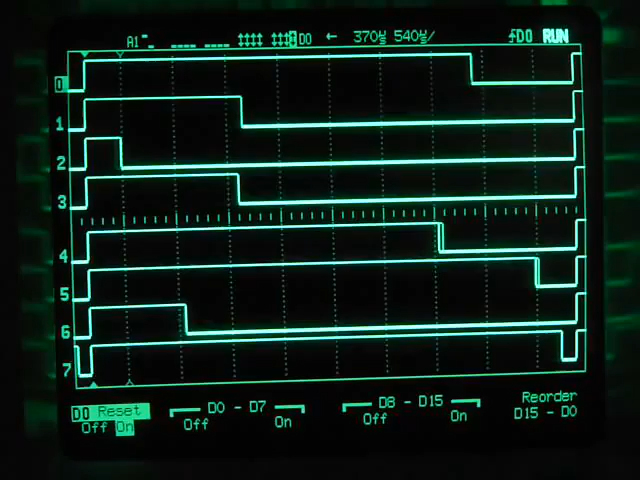 A1 D0 ← 370µs 540µs/ ƒD0 RUN
0
1
2
3
4
5
6
7
D0 Reset
Off On
D0 - D7
Off On
D8 - D15
Off On
Reorder
D15 - D0